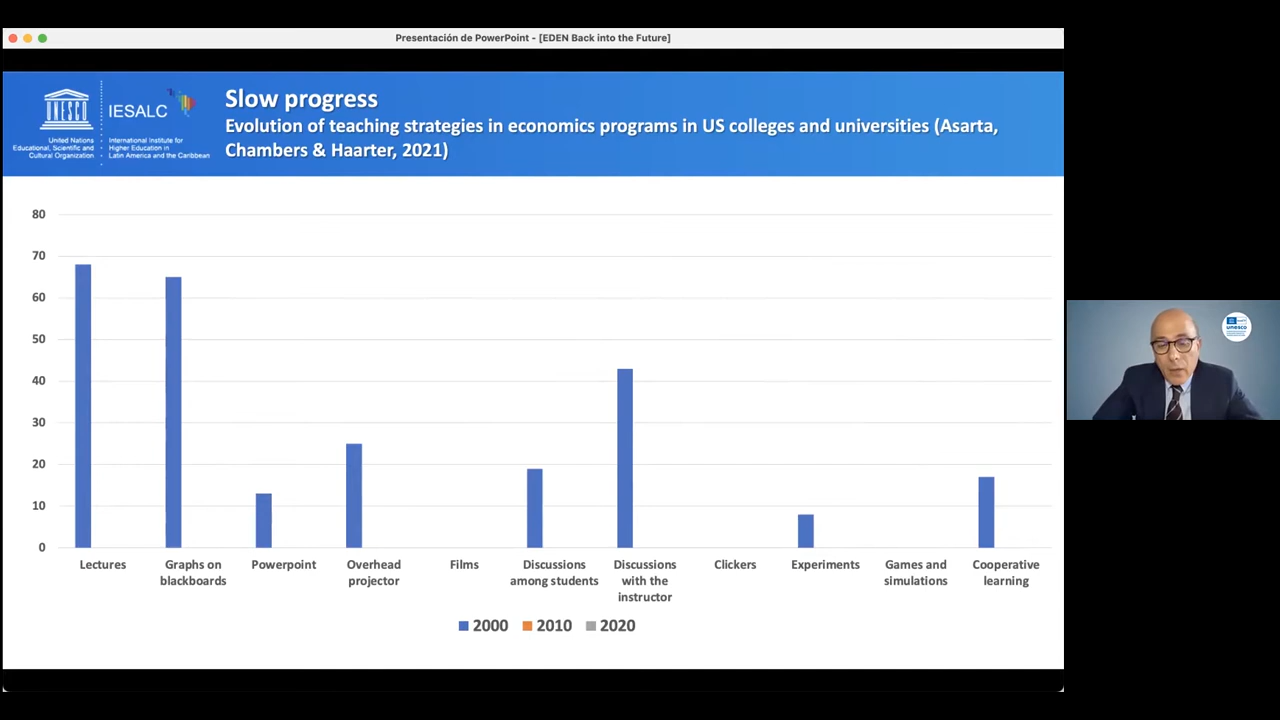 Presentación de PowerPoint - [EDEN Back into the Future]
UNESCO
IESALC
United Nations
Educational, Scientific and
Cultural Organization
International Institute for
Higher Education in
Latin America and the Caribbean
Slow progress
Evolution of teaching strategies in economics programs in US colleges and universities (Asarta,
Chambers & Haarter, 2021)
80
70
60
50
40
30
20
10
0
Lectures
Graphs on
blackboards
Powerpoint
Overhead
projector
Films
Discussions
among students
Discussions
with the
instructor
Clickers
Experiments
Games and
simulations
Cooperative
learning
2000 2010 2020
unesco